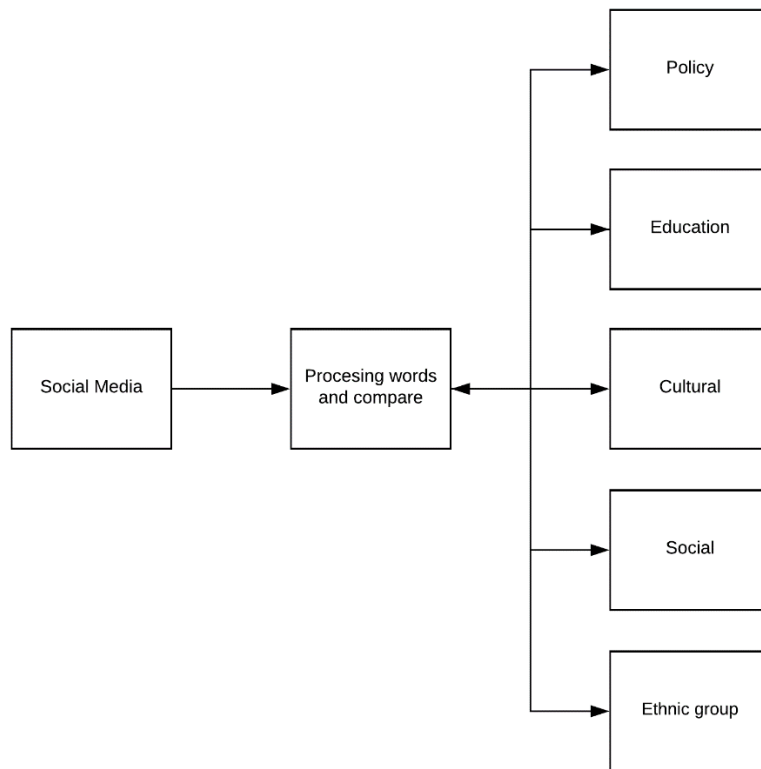 Policy
Education
Social Media
Procesing words
and compare
Cultural
Social
Ethnic group